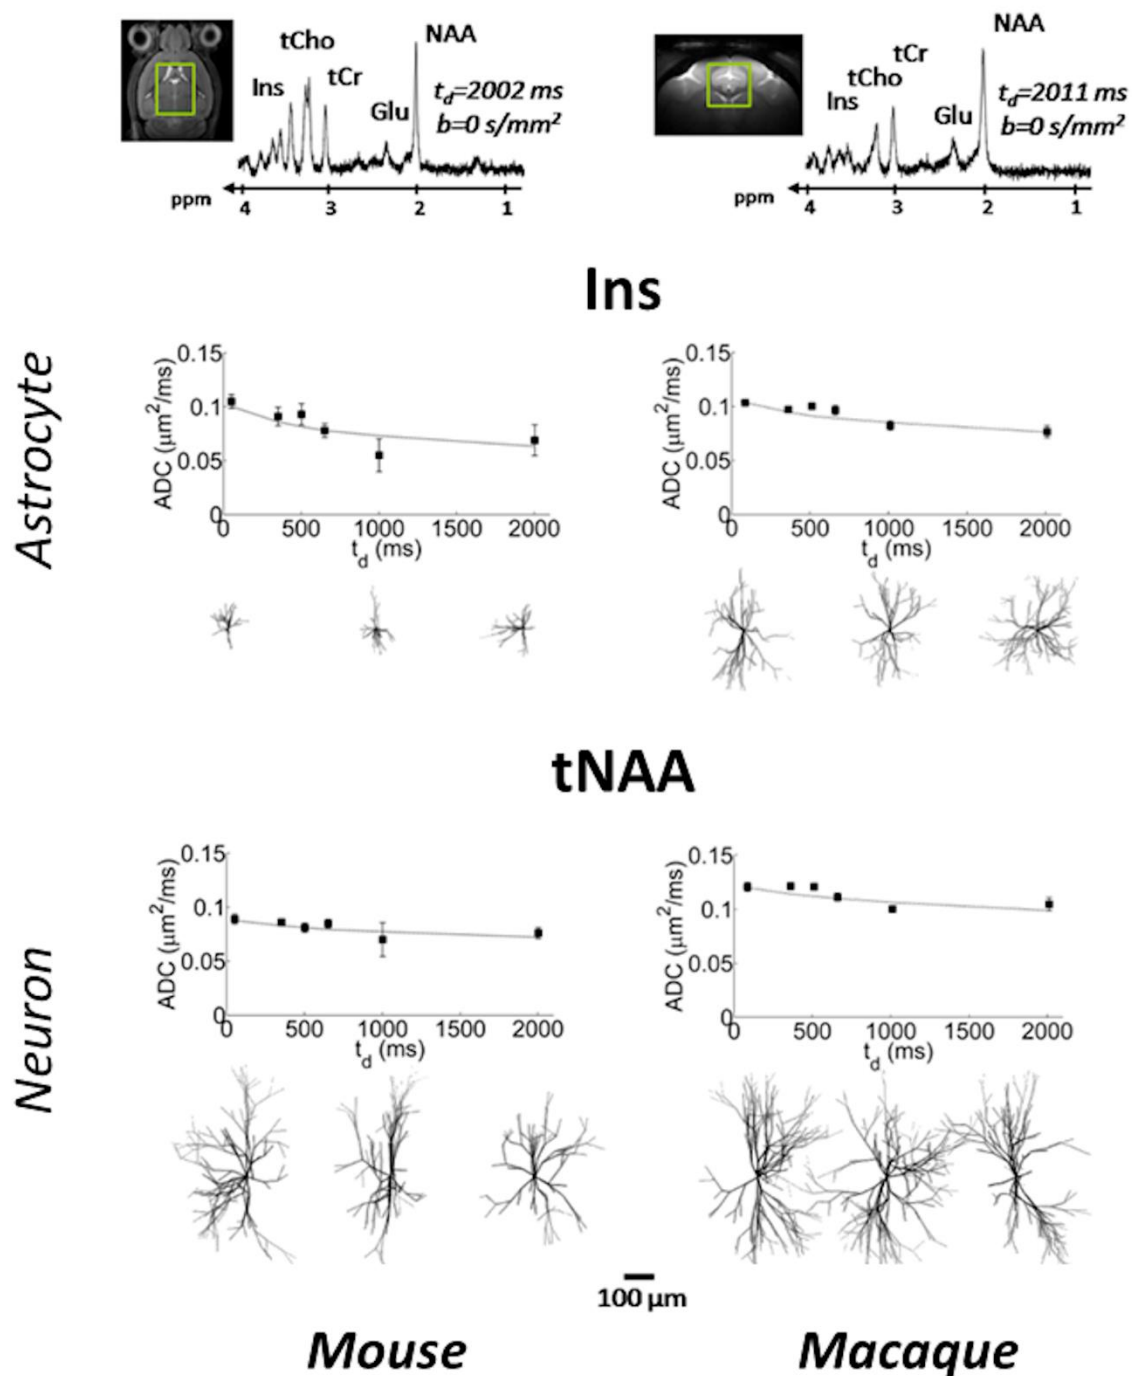 NAA
tCho
tCr
Ins
Glu
t_d=2002 ms
b=0 s/mm²
ppm
4 3 2 1
NAA
tCr
tCho
Ins
Glu
t_d=2011 ms
b=0 s/mm²
ppm
4 3 2 1
Ins
Astrocyte
ADC (μm²/ms)
0.15
0.1
0.05
0
0 500 1000 1500 2000
t_d (ms)
ADC (μm²/ms)
0.15
0.1
0.05
0
0 500 1000 1500 2000
t_d (ms)
tNAA
Neuron
ADC (μm²/ms)
0.15
0.1
0.05
0
0 500 1000 1500 2000
t_d (ms)
ADC (μm²/ms)
0.15
0.1
0.05
0
0 500 1000 1500 2000
t_d (ms)
100 μm
Mouse
Macaque